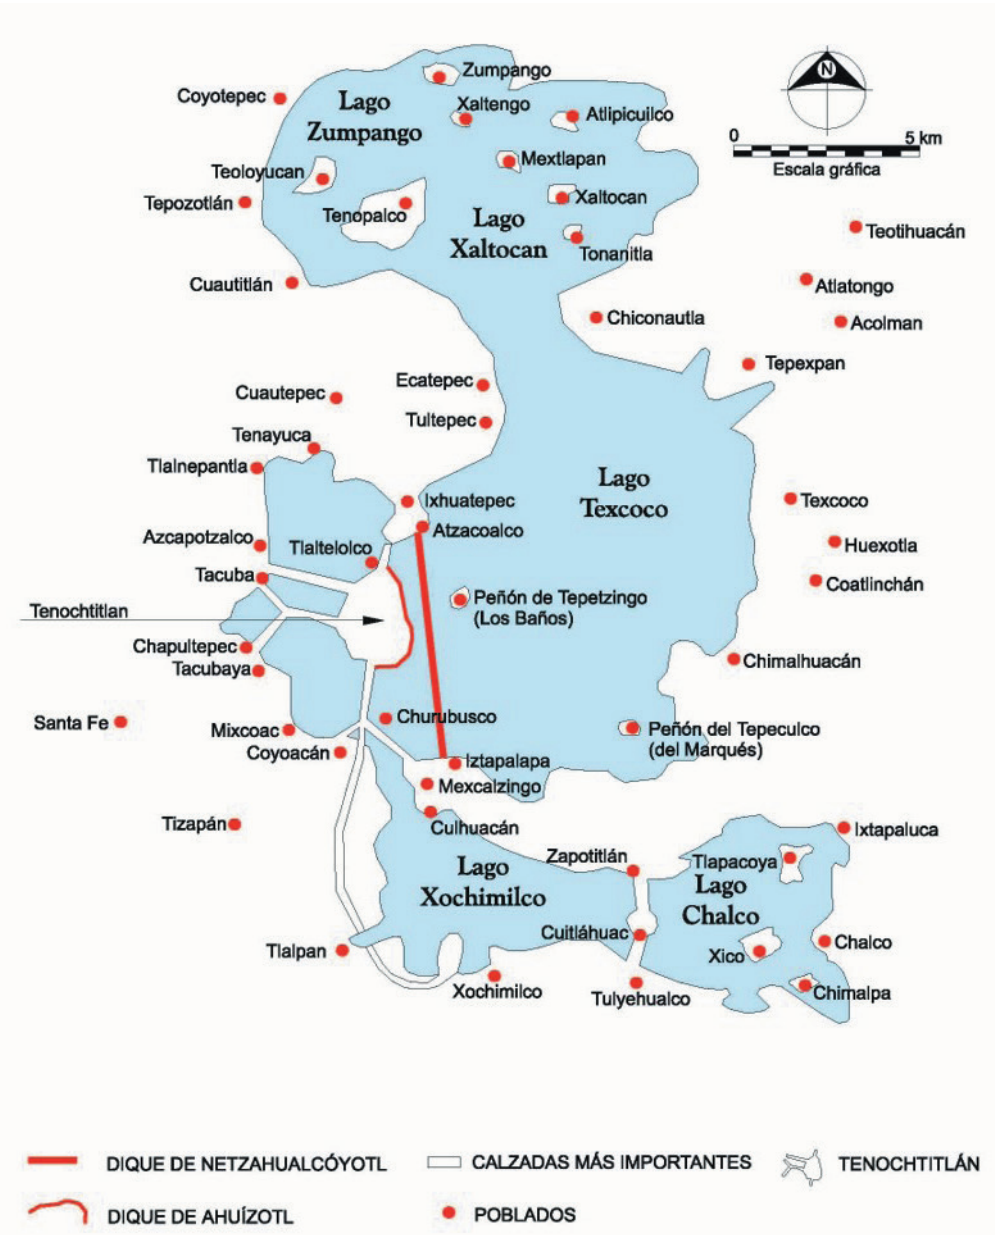 Zumpango
Coyotepec
Lago
Zumpango
Xaltengo
Atlipicuilco
N
0
5 km
Escala gráfica
Teoloyucan
Mextlapan
Tepozotlán
Tenopalco
Xaltocan
Lago
Xaltocan
Tonanitla
Teotihuacán
Cuautitlán
Atlatongo
Chiconautla
Acolman
Tepexpan
Ecatepec
Cuautepec
Tultepec
Tenayuca
Tlalnepantla
Lago
Texcoco
Ixhuatepec
Texcoco
Atzacoalco
Azcapotzalco
Tlaltelolco
Huexotla
Tacuba
Coatlinchán
Peñón de Tepetzingo
(Los Baños)
Tenochtitlan
Chapultepec
Tacubaya
Chimalhuacán
Santa Fe
Churubusco
Mixcoac
Peñón del Tepeculco
(del Marqués)
Coyoacán
Iztapalapa
Mexcalzingo
Tizapán
Culhuacán
Ixtapaluca
Lago
Xochimilco
Zapotitlán
Tlapacoya
Lago
Chalco
Cuitláhuac
Tlalpan
Xico
Chalco
Xochimilco
Tulyehualco
Chimalpa
DIQUE DE NETZAHUALCÓYOTL
CALZADAS MÁS IMPORTANTES
TENOCHTITLÁN
DIQUE DE AHUÍZOTL
POBLADOS